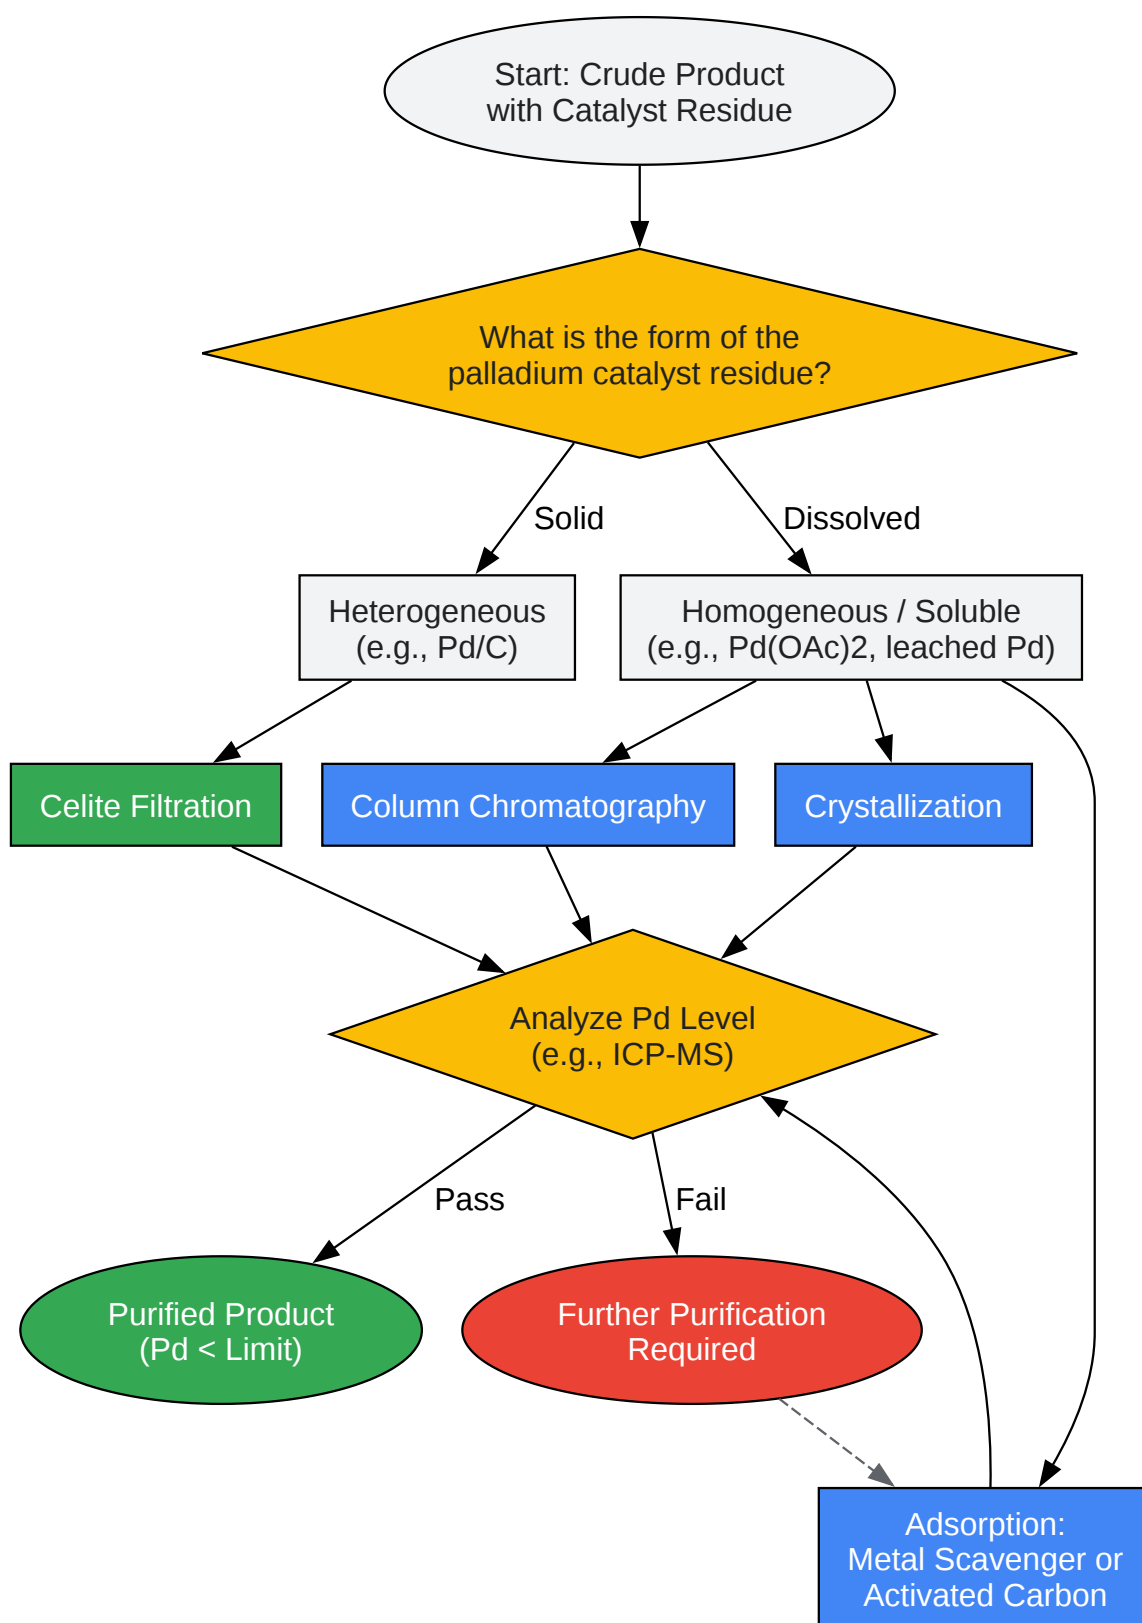 Start: Crude Product
with Catalyst Residue
What is the form of the
palladium catalyst residue?
Solid
Dissolved
Heterogeneous
(e.g., Pd/C)
Homogeneous / Soluble
(e.g., Pd(OAc)2, leached Pd)
Celite Filtration
Column Chromatography
Crystallization
Analyze Pd Level
(e.g., ICP-MS)
Pass
Fail
Purified Product
(Pd < Limit)
Further Purification
Required
Adsorption:
Metal Scavenger or
Activated Carbon